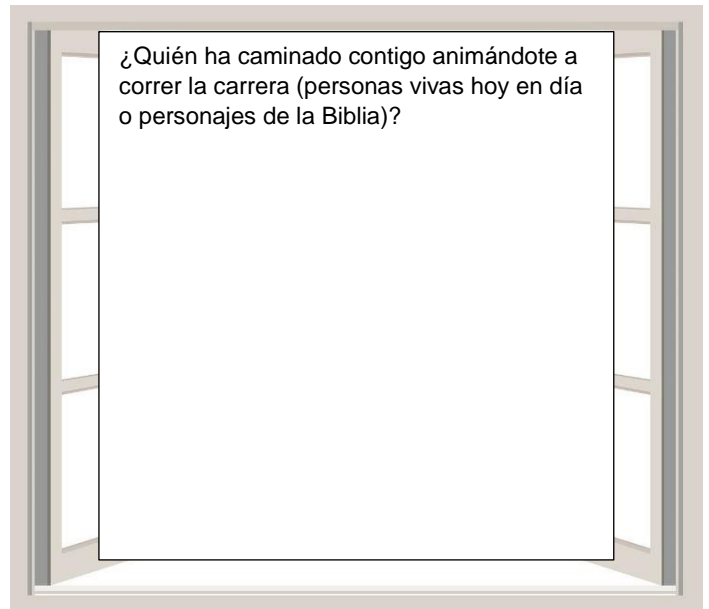 ¿Quién ha caminado contigo animándote a
correr la carrera (personas vivas hoy en día
o personajes de la Biblia)?